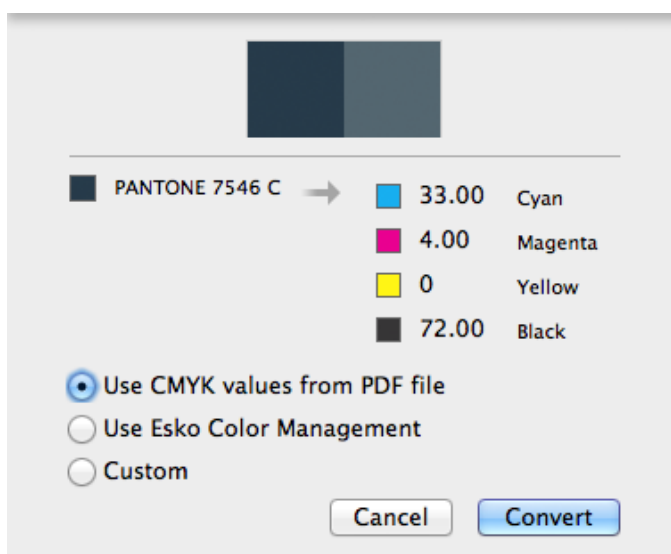 PANTONE 7546 C 33.00 Cyan
4.00 Magenta
0 Yellow
72.00 Black
Use CMYK values from PDF file
Use Esko Color Management
Custom
Cancel Convert